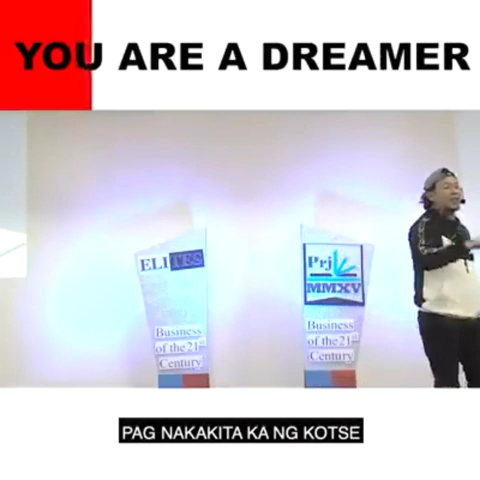 YOU ARE A DREAMER
ELITES
Business
of the 21st
Century
Prj
MMXV
Business
of the 21st
Century
PAG NAKAKITA KA NG KOTSE